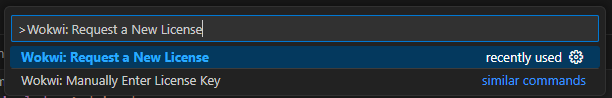 >Wokwi: Request a New License
Wokwi: Request a New License recently used
Wokwi: Manually Enter License Key similar commands